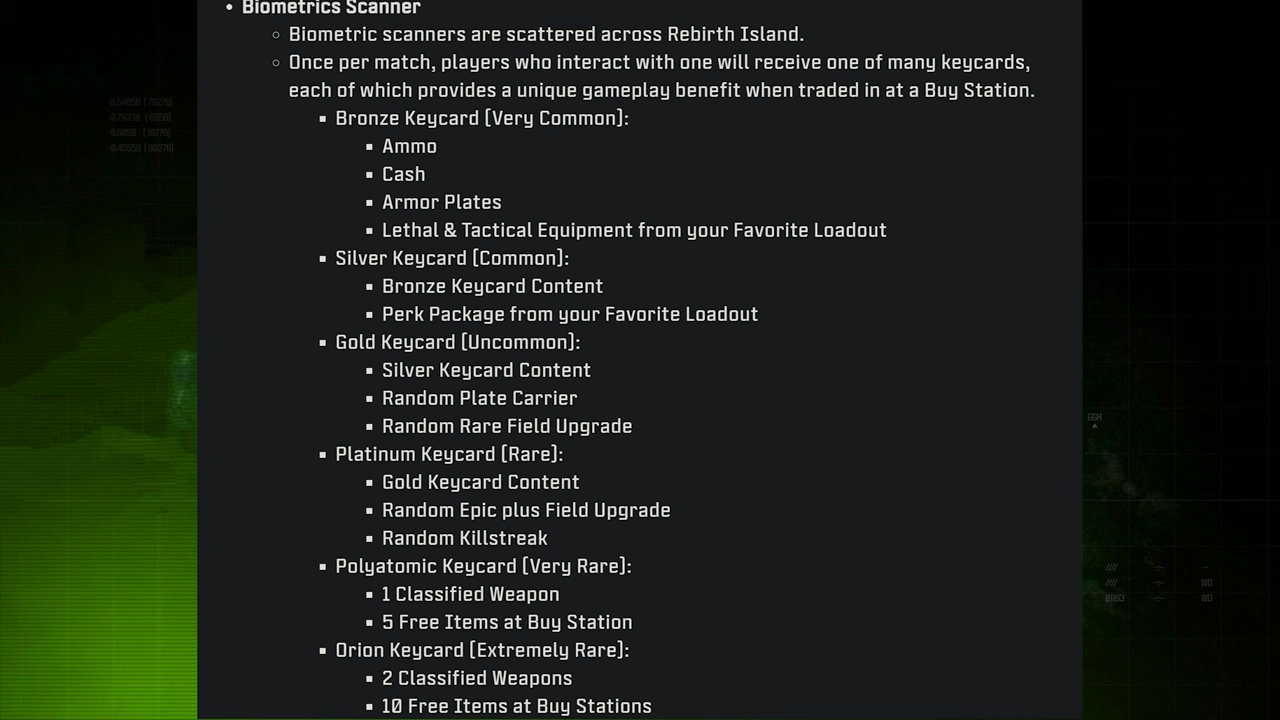 Biometrics Scanner
Biometric scanners are scattered across Rebirth Island.
Once per match, players who interact with one will receive one of many keycards,
each of which provides a unique gameplay benefit when traded in at a Buy Station.
Bronze Keycard (Very Common):
Ammo
Cash
Armor Plates
Lethal & Tactical Equipment from your Favorite Loadout
Silver Keycard (Common):
Bronze Keycard Content
Perk Package from your Favorite Loadout
Gold Keycard (Uncommon):
Silver Keycard Content
Random Plate Carrier
Random Rare Field Upgrade
Platinum Keycard (Rare):
Gold Keycard Content
Random Epic plus Field Upgrade
Random Killstreak
Polyatomic Keycard (Very Rare):
1 Classified Weapon
5 Free Items at Buy Station
Orion Keycard (Extremely Rare):
2 Classified Weapons
10 Free Items at Buy Stations
GGH
WD
WD